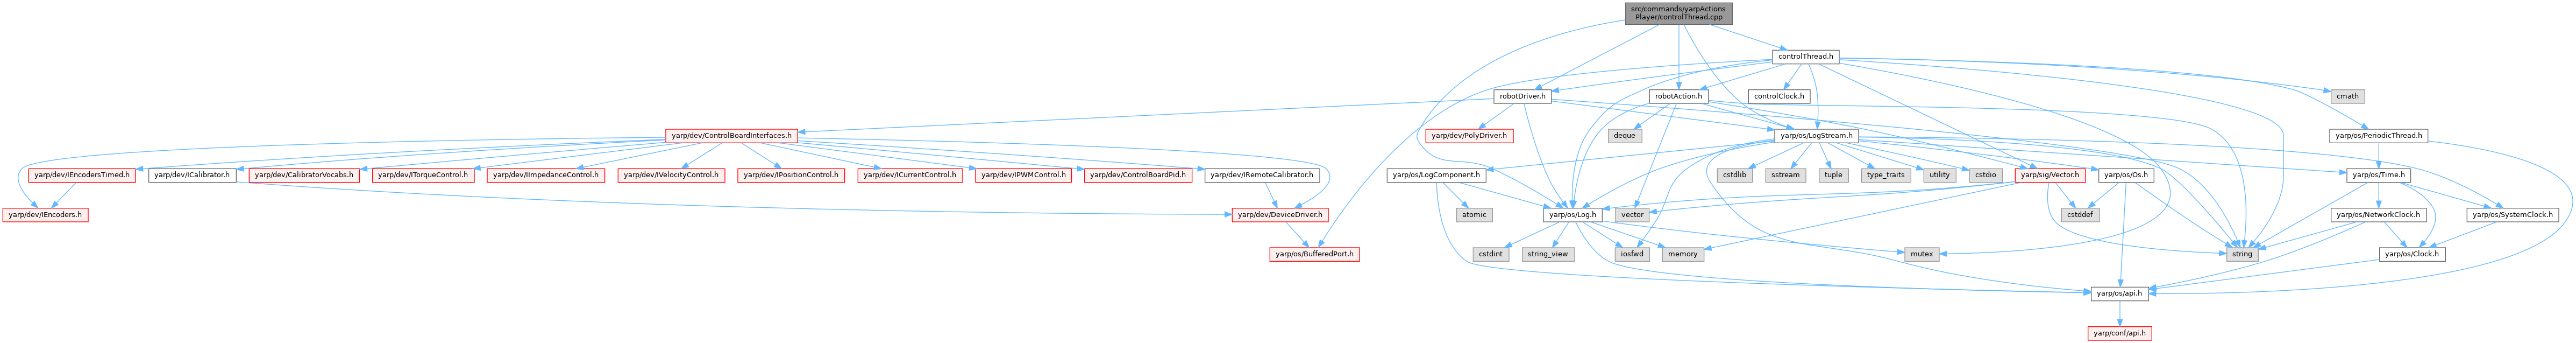 src/commands/yarpActions
Player/controlThread.cpp
controlThread.h
robotDriver.h
robotAction.h
controlClock.h
cmath
yarp/dev/ControlBoardInterfaces.h
yarp/dev/PolyDriver.h
deque
yarp/os/LogStream.h
yarp/os/PeriodicThread.h
yarp/dev/IEncodersTimed.h
yarp/dev/ICalibrator.h
yarp/dev/CalibratorVocabs.h
yarp/dev/ITorqueControl.h
yarp/dev/IImpedanceControl.h
yarp/dev/IVelocityControl.h
yarp/dev/IPositionControl.h
yarp/dev/ICurrentControl.h
yarp/dev/IPWMControl.h
yarp/dev/ControlBoardPid.h
yarp/dev/IRemoteCalibrator.h
yarp/os/LogComponent.h
cstdlib
sstream
tuple
type_traits
utility
cstdio
yarp/sig/Vector.h
yarp/os/Os.h
yarp/os/Time.h
yarp/dev/IEncoders.h
yarp/dev/DeviceDriver.h
atomic
yarp/os/Log.h
vector
cstddef
yarp/os/NetworkClock.h
yarp/os/SystemClock.h
yarp/os/BufferedPort.h
cstdint
string_view
iosfwd
memory
mutex
string
yarp/os/Clock.h
yarp/os/api.h
yarp/conf/api.h